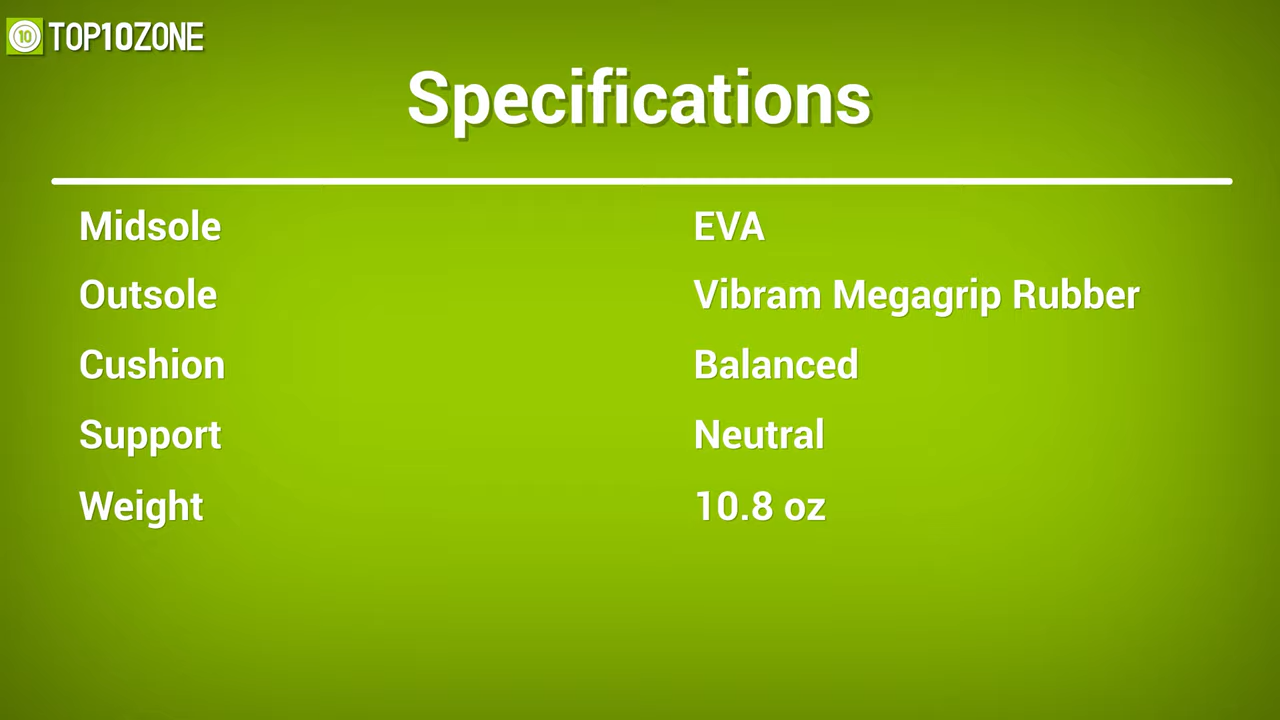 10 TOP10ZONE
Specifications
Midsole EVA
Outsole Vibram Megagrip Rubber
Cushion Balanced
Support Neutral
Weight 10.8 oz